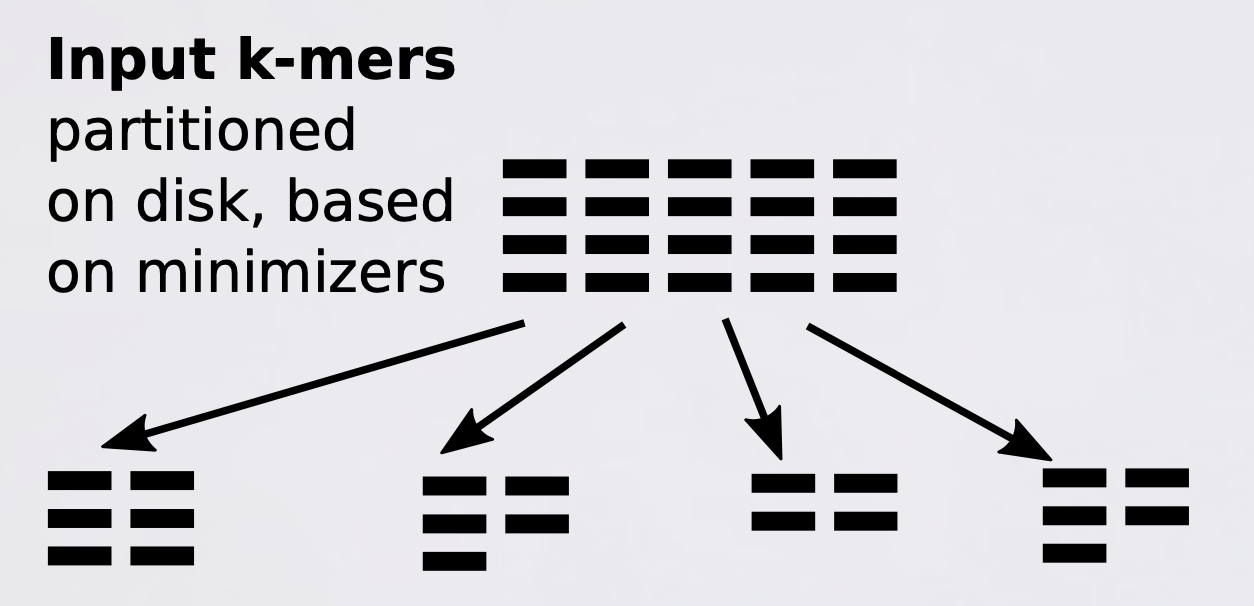 Input k-mers
partitioned
on disk, based
on minimizers